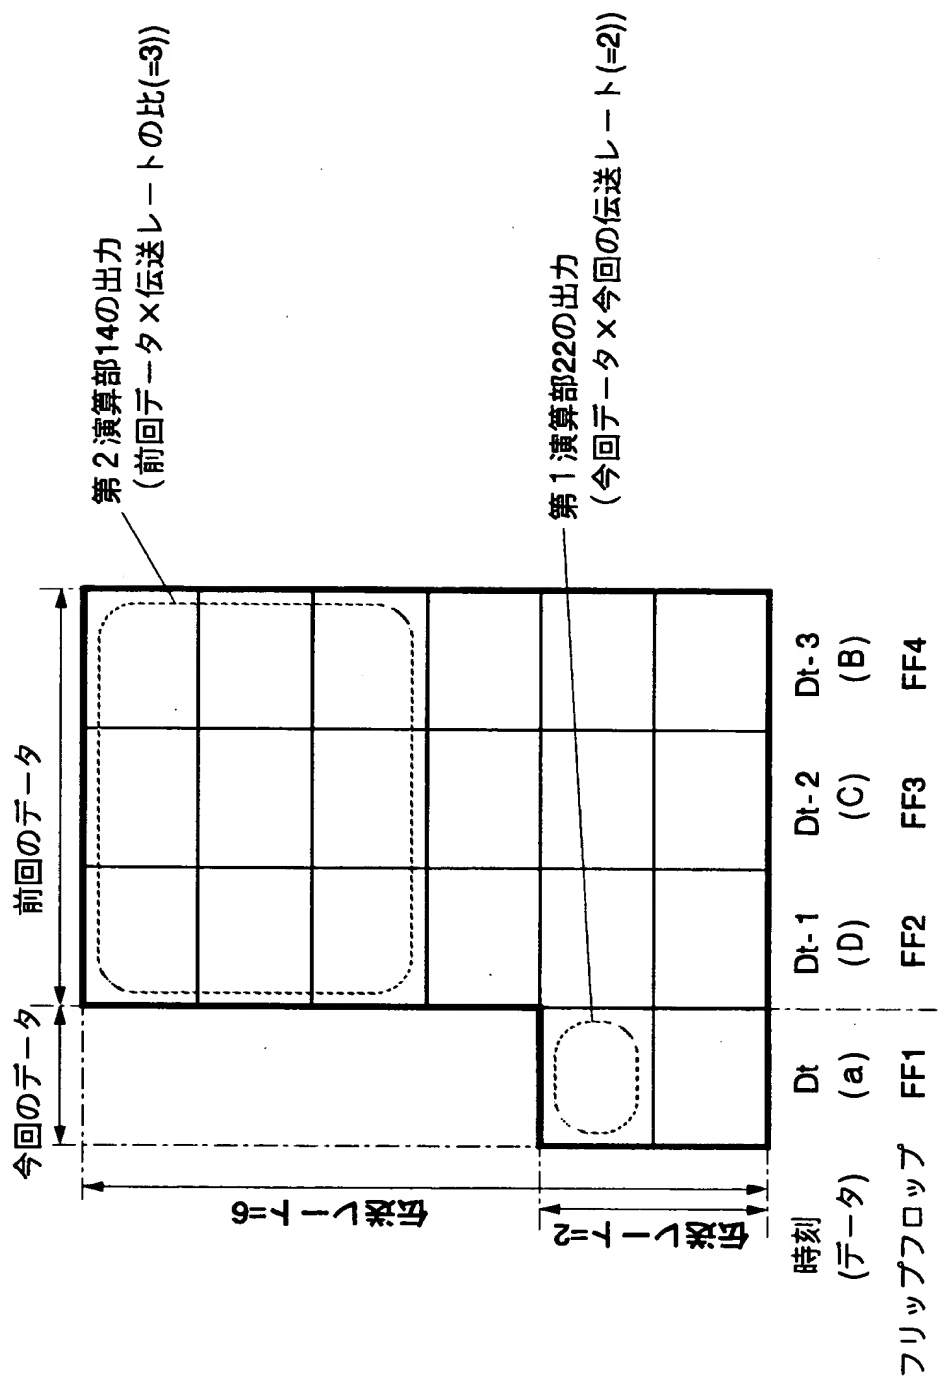 今回のデータ
前回のデータ
第2演算部14の出力
(前回データ×伝送レートの比(=3))
第1演算部22の出力
(今回データ×今回の伝送レート(=2))
伝送レート=6
伝送レート=2
時刻 Dt Dt-1 Dt-2 Dt-3
(データ) (a) (D) (C) (B)
フリップフロップ FF1 FF2 FF3 FF4